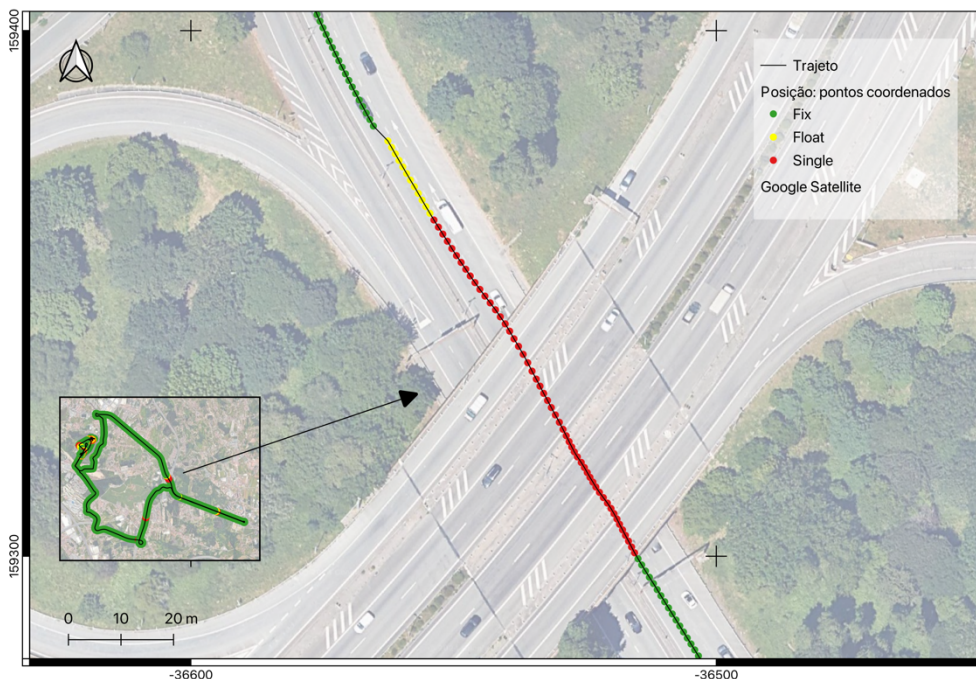 159400
Trajeto
Posição: pontos coordenados
Fix
Float
Single
Google Satellite
159300
0 10 20 m
-36600
-36500